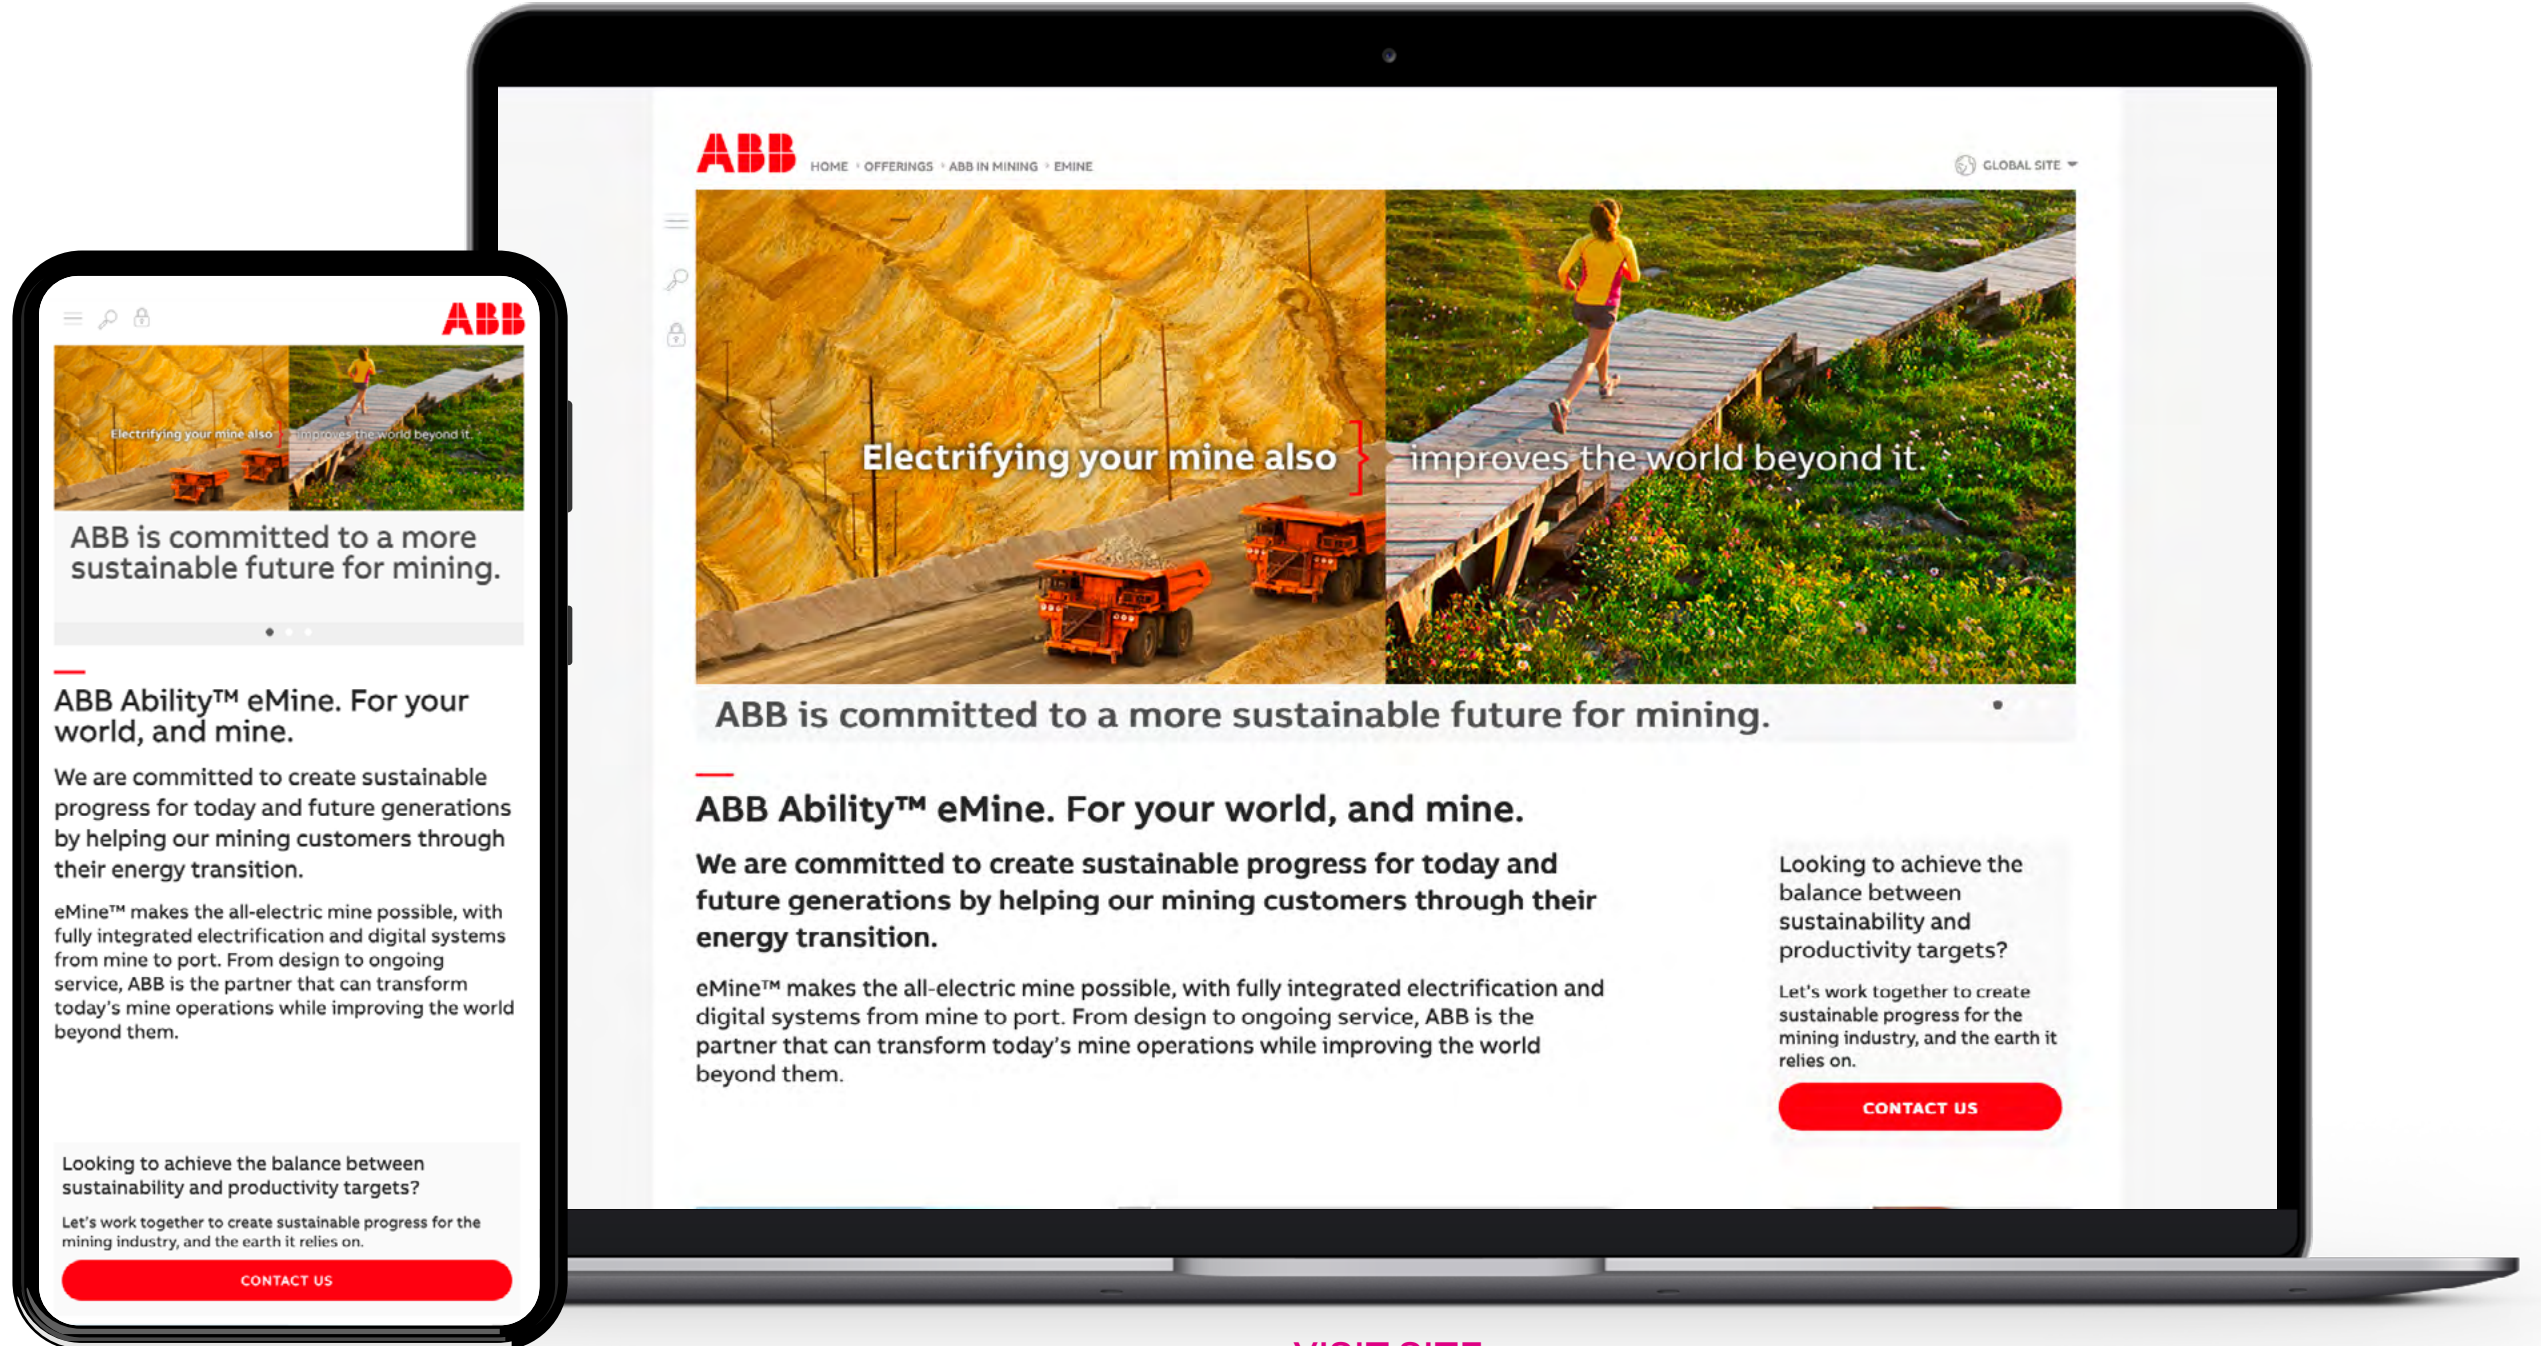 ABB
Electrifying your mine also improves the world beyond it.
ABB is committed to a more
sustainable future for mining.
ABB Ability™ eMine. For your
world, and mine.
We are committed to create sustainable
progress for today and future generations
by helping our mining customers through
their energy transition.
eMine™ makes the all-electric mine possible, with
fully integrated electrification and digital systems
from mine to port. From design to ongoing
service, ABB is the partner that can transform
today's mine operations while improving the world
beyond them.
Looking to achieve the balance between
sustainability and productivity targets?
Let's work together to create sustainable progress for the
mining industry, and the earth it relies on.
CONTACT US
ABB HOME › OFFERINGS › ABB IN MINING › EMINE
GLOBAL SITE
Electrifying your mine also } improves the world beyond it.
ABB is committed to a more sustainable future for mining.
ABB Ability™ eMine. For your world, and mine.
We are committed to create sustainable progress for today and
future generations by helping our mining customers through their
energy transition.
eMine™ makes the all-electric mine possible, with fully integrated electrification and
digital systems from mine to port. From design to ongoing service, ABB is the
partner that can transform today's mine operations while improving the world
beyond them.
Looking to achieve the
balance between
sustainability and
productivity targets?
Let's work together to create
sustainable progress for the
mining industry, and the earth it
relies on.
CONTACT US
VISIT SITE